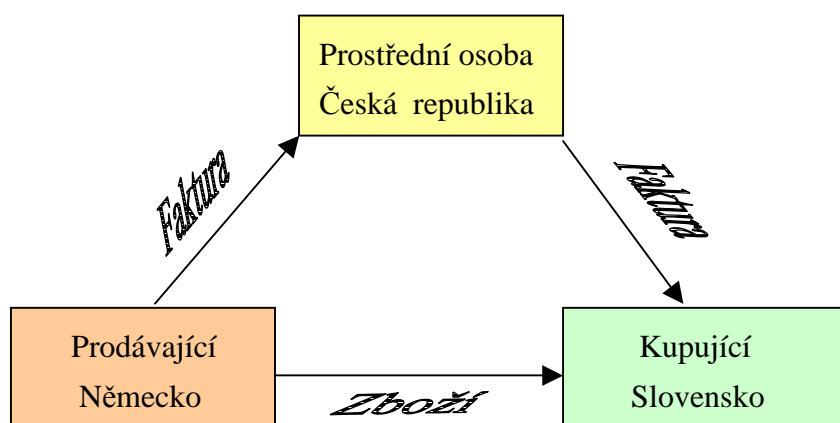 Prostřední osoba
Česká republika
Faktura
Faktura
Prodávající
Německo
Zboží
Kupující
Slovensko